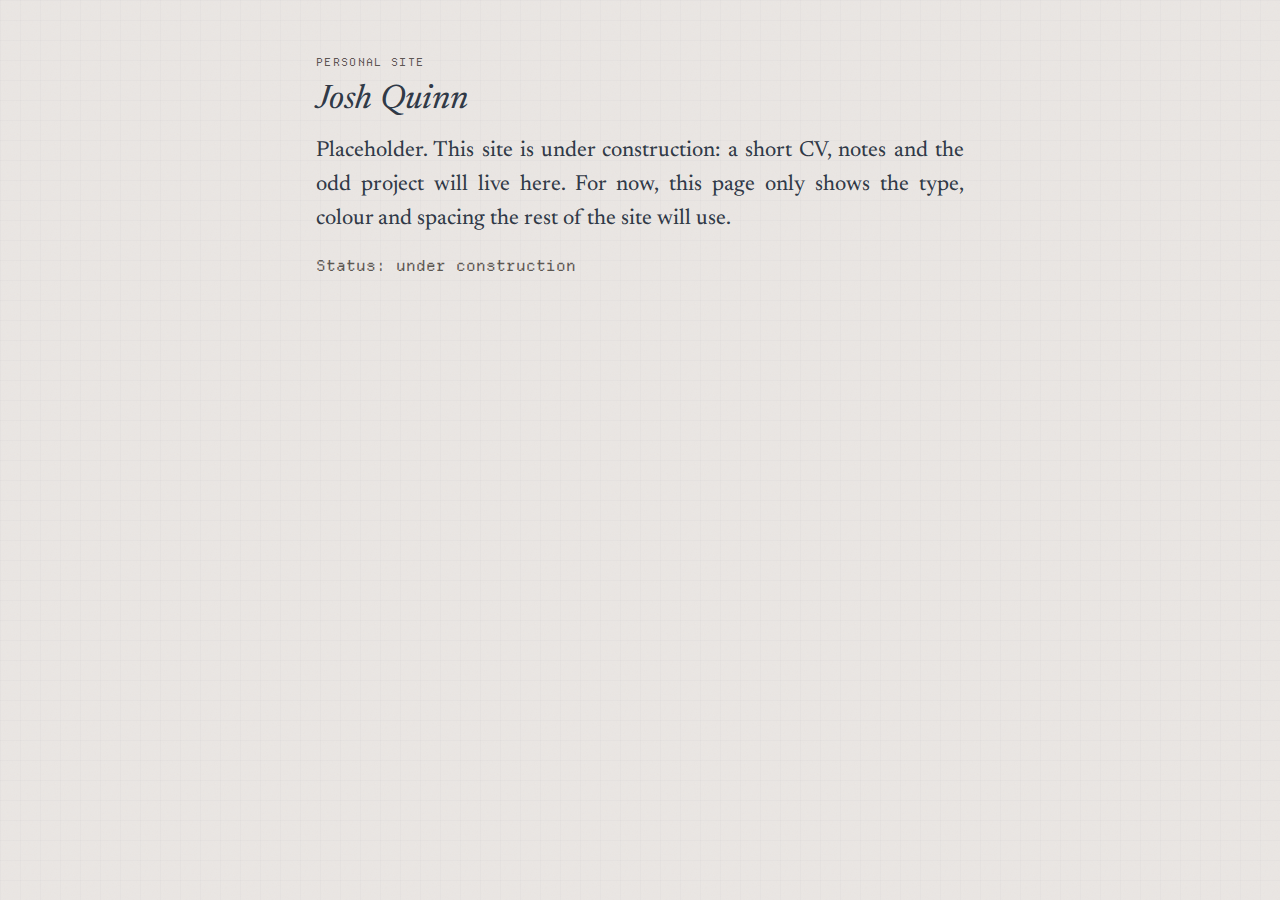 PERSONAL SITE
Josh Quinn
Placeholder. This site is under construction: a short CV, notes and the
odd project will live here. For now, this page only shows the type,
colour and spacing the rest of the site will use.
Status: under construction